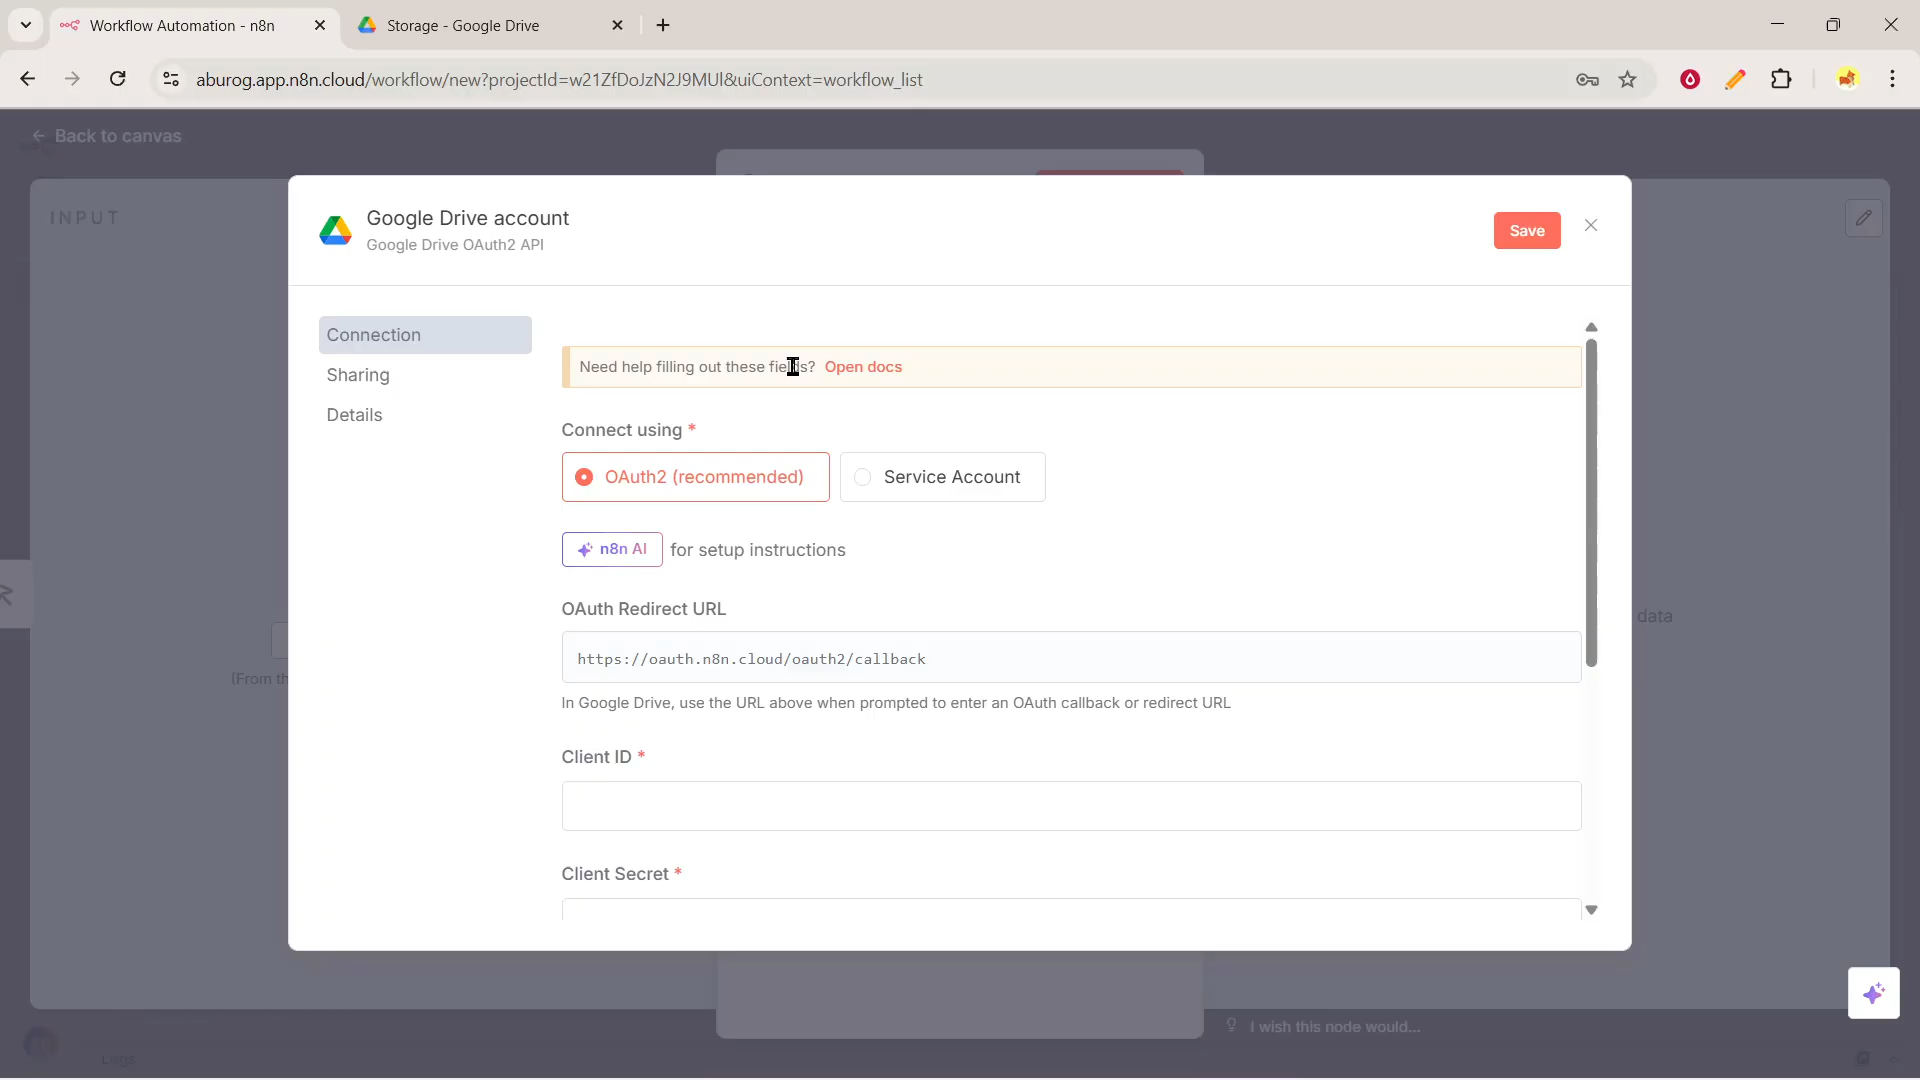 Workflow Automation - n8n
Storage - Google Drive
aburog.app.n8n.cloud/workflow/new?projectId=w21ZfDoJzN2J9MUl&uiContext=workflow_list
Back to canvas
INPUT
Google Drive account
Google Drive OAuth2 API
Save
Connection
Sharing
Details
Need help filling out these fields? Open docs
Connect using *
OAuth2 (recommended)
Service Account
n8n AI for setup instructions
OAuth Redirect URL
https://oauth.n8n.cloud/oauth2/callback
In Google Drive, use the URL above when prompted to enter an OAuth callback or redirect URL
data
(From th
Client ID *
Client Secret *
I wish this node would...
Logs